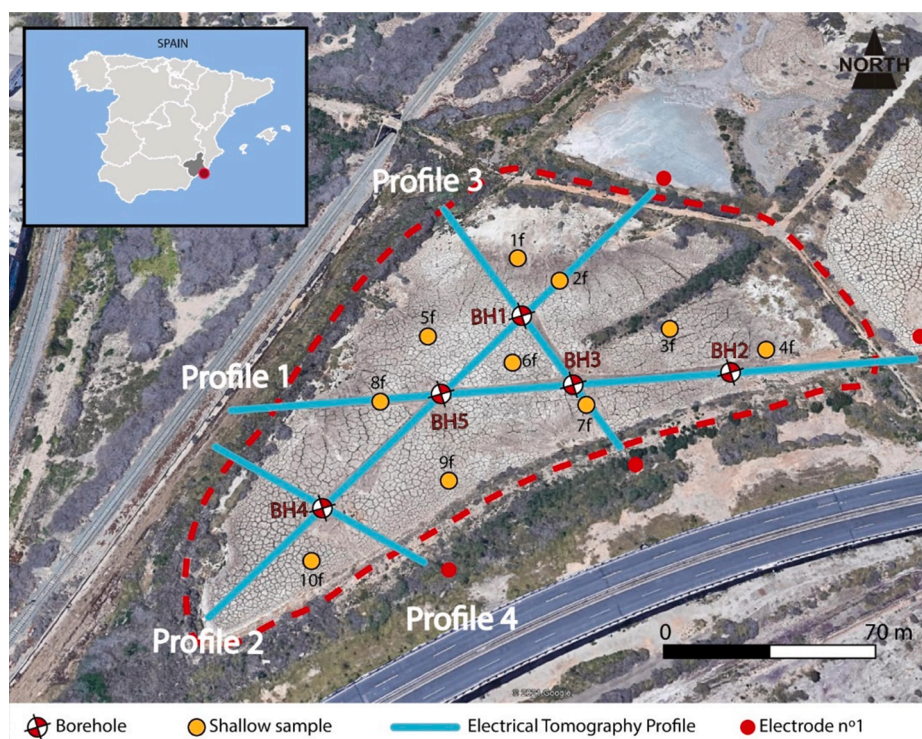 SPAIN
NORTH
Profile 3
1f
2f
BH1
5f
3f
6f
BH3
BH2
4f
Profile 1
8f
BH5
7f
9f
BH4
10f
Profile 4
Profile 2_
0 70 m
Borehole Shallow sample Electrical Tomography Profile Electrode nº1